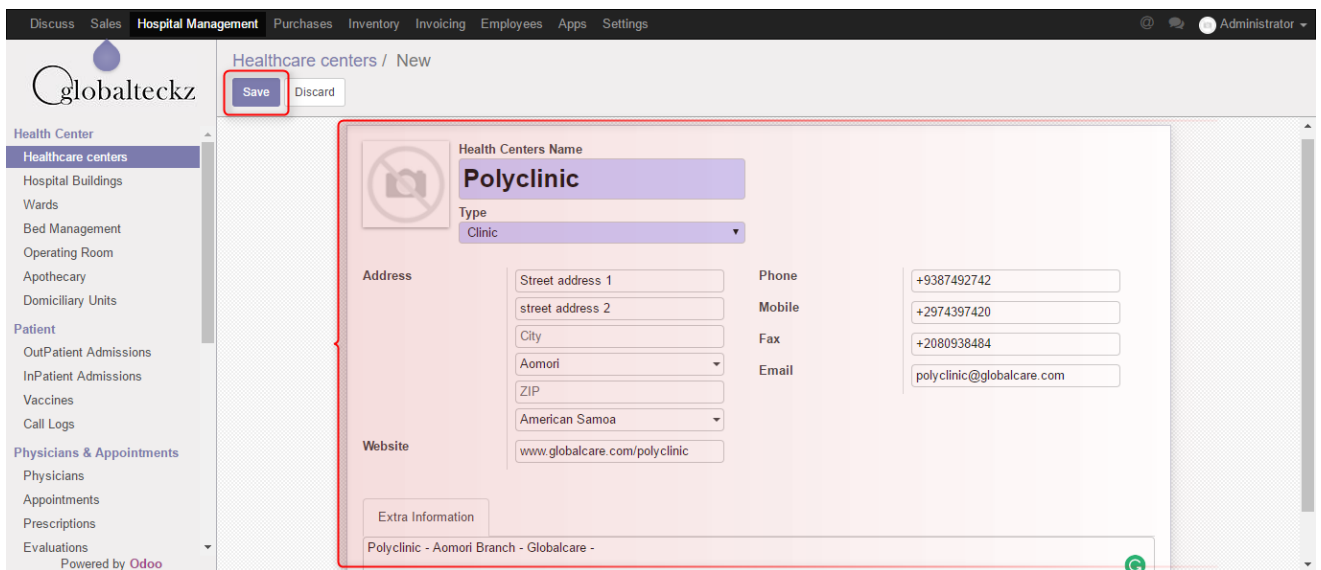 Discuss Sales Hospital Management Purchases Inventory Invoicing Employees Apps Settings @ Administrator
globalteckz
Healthcare centers / New
Save Discard
Health Center
Healthcare centers
Hospital Buildings
Wards
Bed Management
Operating Room
Apothecary
Domiciliary Units
Patient
OutPatient Admissions
InPatient Admissions
Vaccines
Call Logs
Physicians & Appointments
Physicians
Appointments
Prescriptions
Evaluations
Powered by Odoo
Health Centers Name
Polyclinic
Type
Clinic
Address
Street address 1
street address 2
City
Aomori
ZIP
American Samoa
Website www.globalcare.com/polyclinic
Phone +9387492742
Mobile +2974397420
Fax +2080938484
Email polyclinic@globalcare.com
Extra Information
Polyclinic - Aomori Branch - Globalcare -